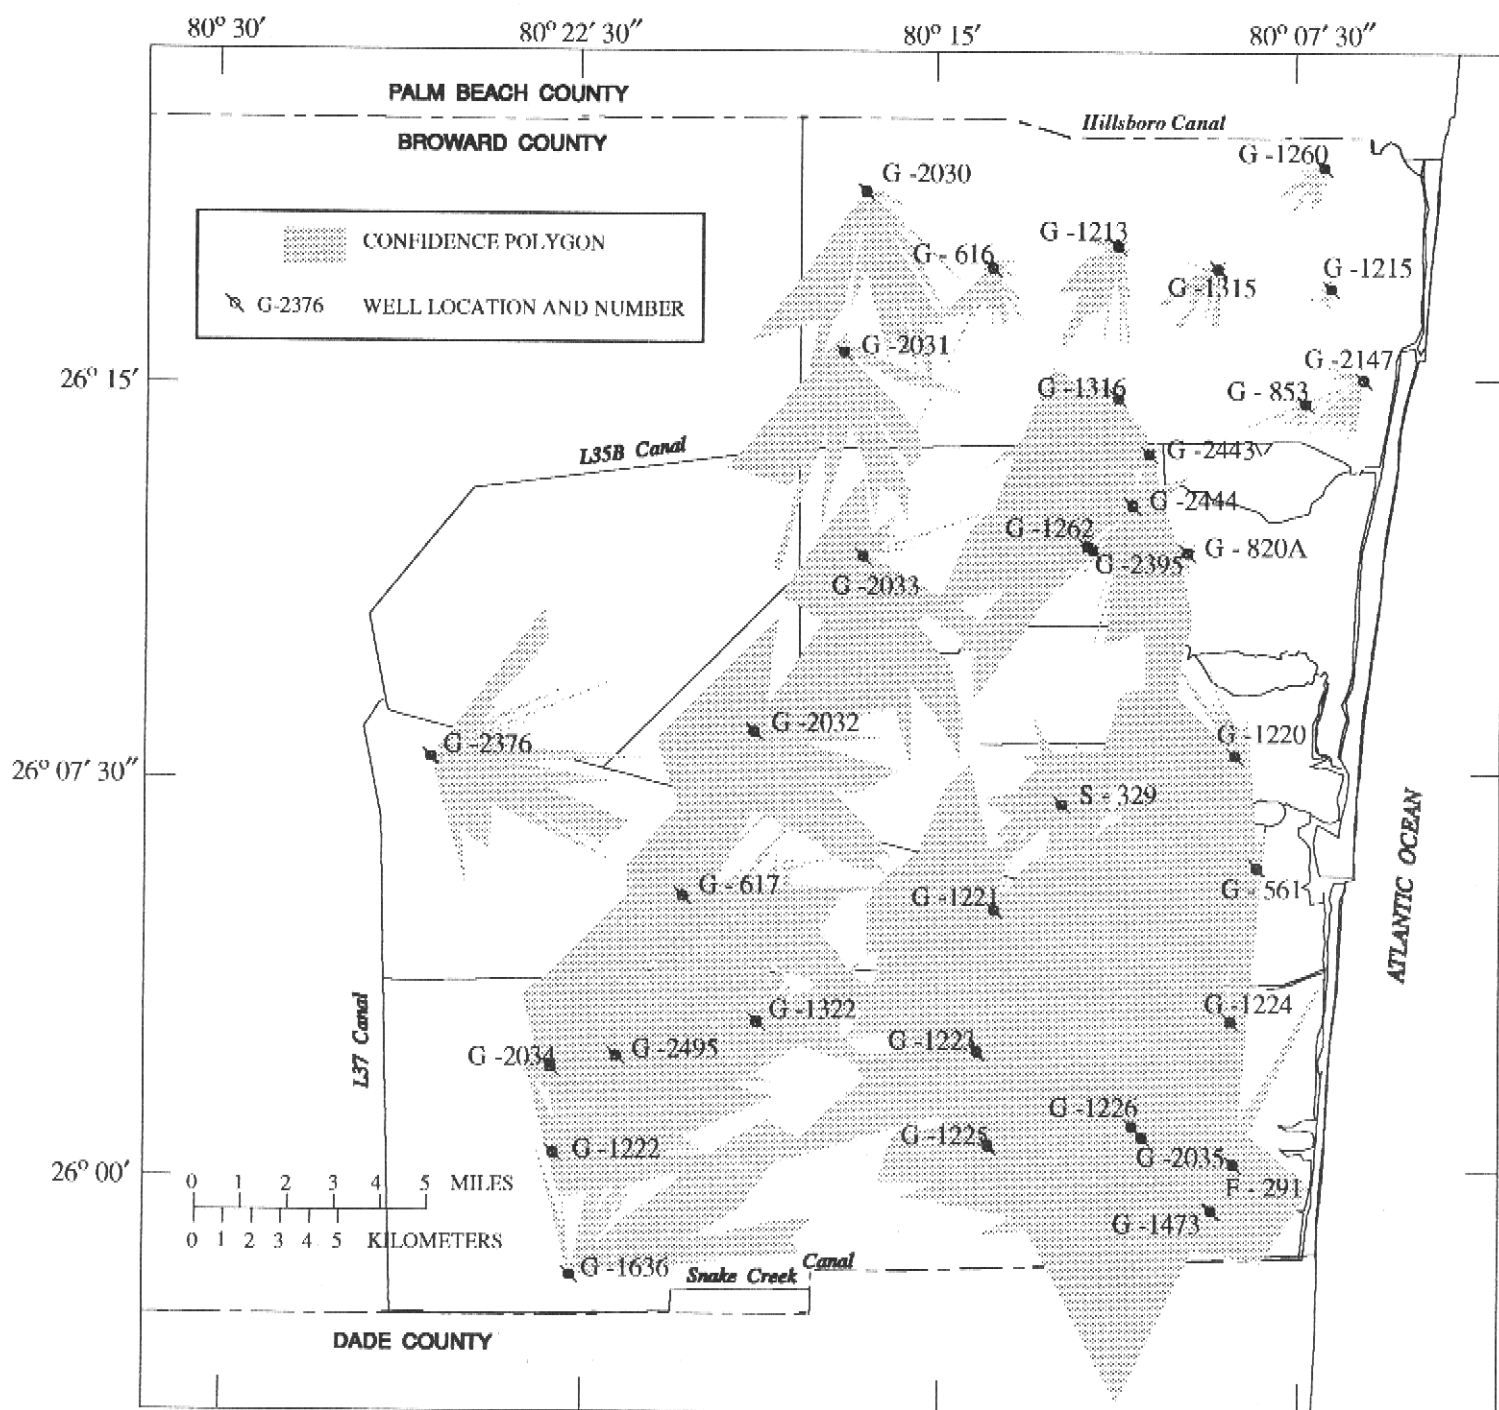 80° 30′
80° 22′ 30″
80° 15′
80° 07′ 30″
PALM BEACH COUNTY
BROWARD COUNTY
Hillsboro Canal
G -1260
G -2030
CONFIDENCE POLYGON
G-2376 WELL LOCATION AND NUMBER
G -1213
G - 616
G -1315
G -1215
G -2031
G -2147
26° 15′
G -1316
G - 853
L35B Canal
G -2443
G -2444
G -1262
G -2395
G - 820A
G -2033
G -2032
G -1220
G -2376
26° 07′ 30″
S - 329
ATLANTIC OCEAN
G - 617
G -1221
G - 561
L37 Canal
G -1322
G -1224
G -2034
G -2495
G -1223
G -1226
G -1222
G -1225
G -2035
26° 00′
F - 291
0 1 2 3 4 5 MILES
0 1 2 3 4 5 KILOMETERS
G -1473
G -1636
Snake Creek Canal
DADE COUNTY